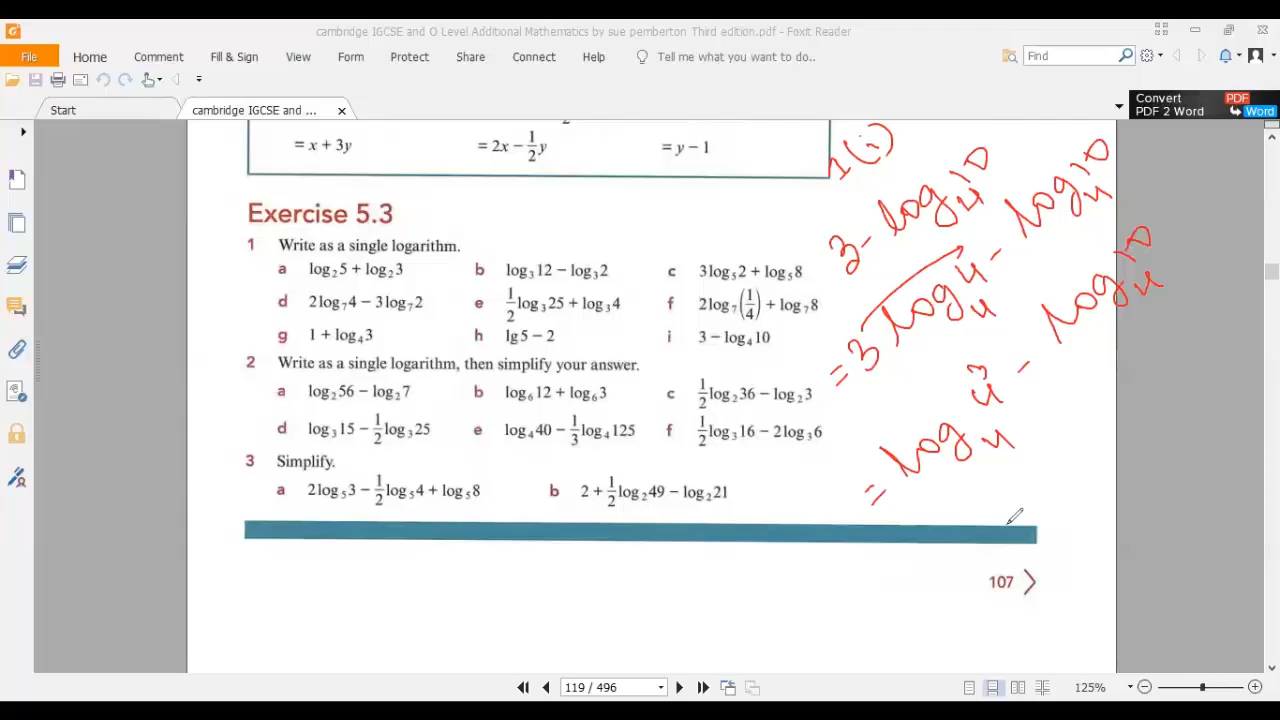 cambridge IGCSE and O Level Additional Mathematics by sue pemberton Third edition.pdf - Foxit Reader
File Home Comment Fill & Sign View Form Protect Share Connect Help Tell me what you want to do.. Find
Start cambridge IGCSE and ... Convert PDF
PDF 2 Word Word
= x + 3y = 2x − 1/2 y = y − 1
Exercise 5.3
1 Write as a single logarithm.
a log₂5 + log₂3 b log₃12 − log₃2 c 3log₅2 + log₅8
d 2log₇4 − 3log₇2 e 1/2 log₃25 + log₃4 f 2log₇(1/4) + log₇8
g 1 + log₄3 h lg5 − 2 i 3 − log₄10
2 Write as a single logarithm, then simplify your answer.
a log₂56 − log₂7 b log₆12 + log₆3 c 1/2 log₂36 − log₂3
d log₃15 − 1/2 log₃25 e log₄40 − 1/3 log₄125 f 1/2 log₃16 − 2log₃6
3 Simplify.
a 2log₅3 − 1/2 log₅4 + log₅8 b 2 + 1/2 log₂49 − log₂21
107
1(i)
3 - log₄10
= 3 log₄4 - log₄10
- log₄10
= log₄4³ - log₄10
119 / 496 125%